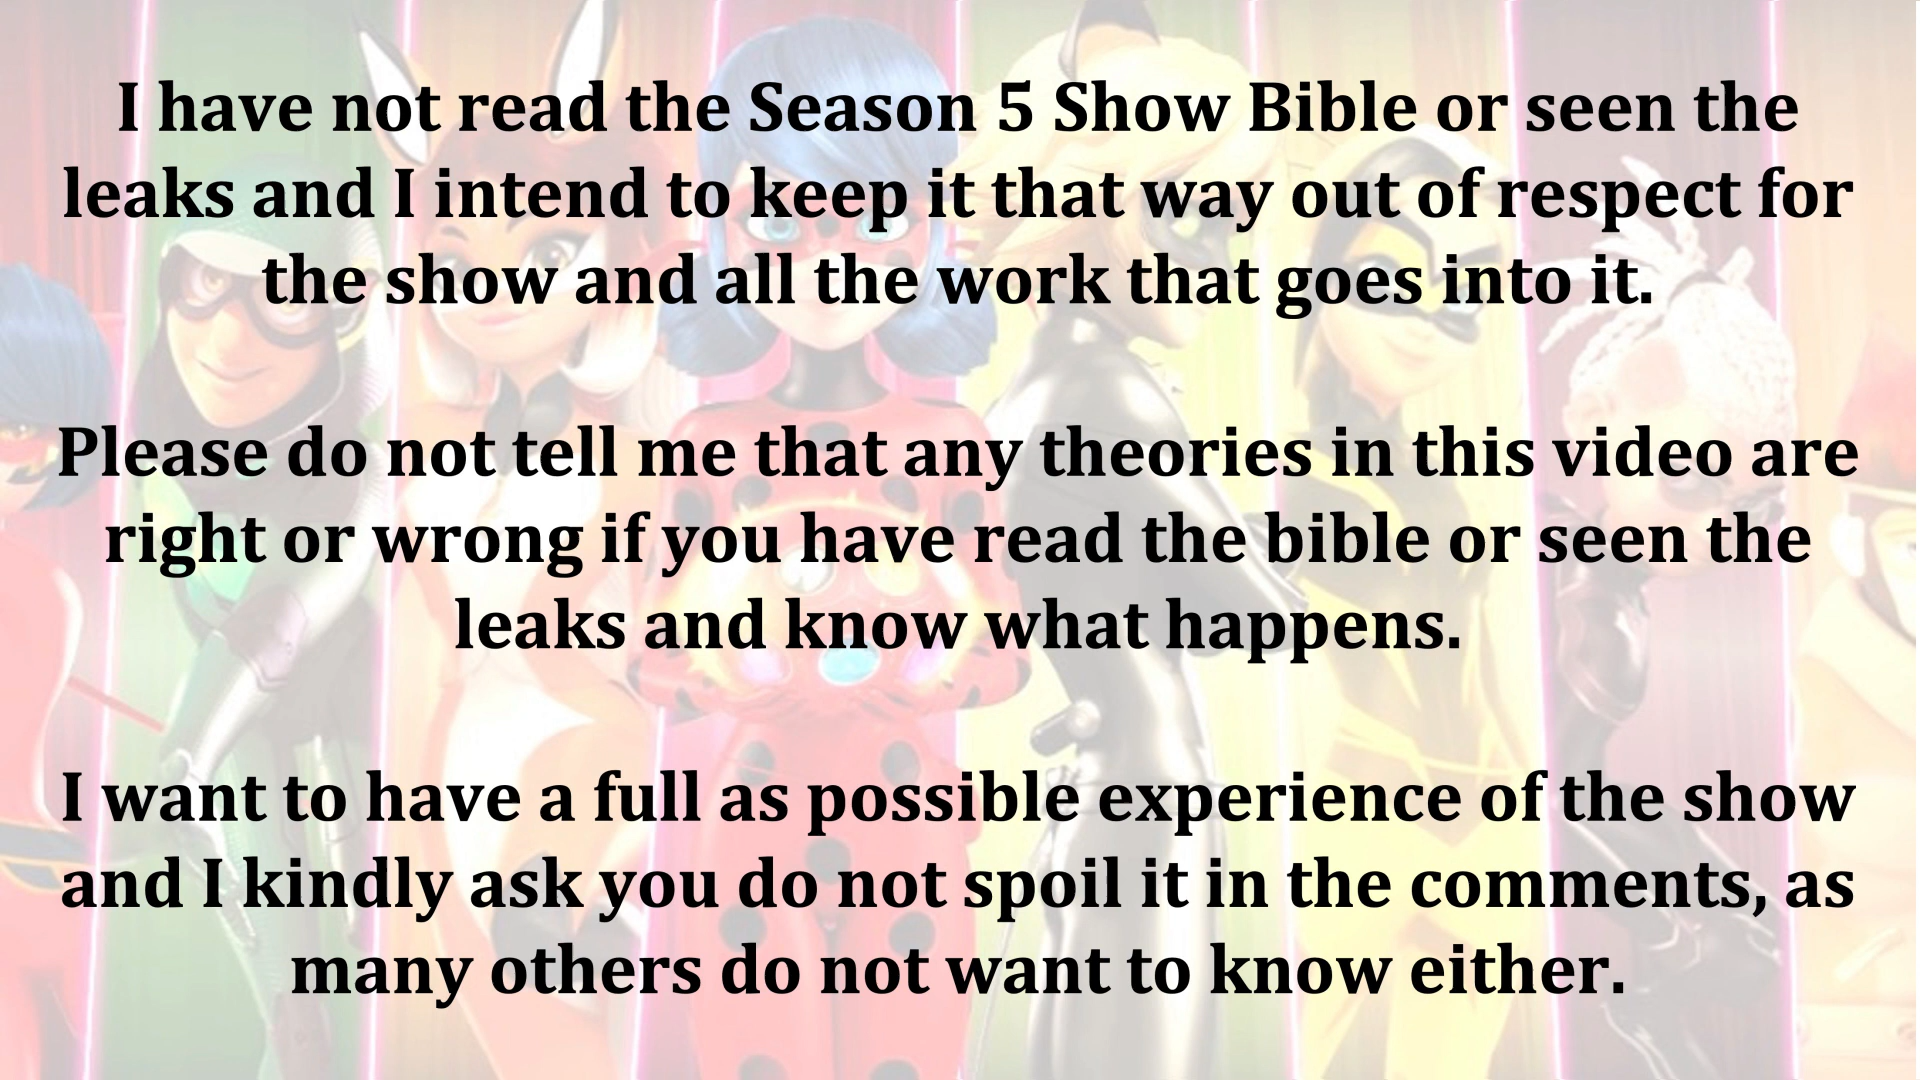 I have not read the Season 5 Show Bible or seen the
leaks and I intend to keep it that way out of respect for
the show and all the work that goes into it.
Please do not tell me that any theories in this video are
right or wrong if you have read the bible or seen the
leaks and know what happens.
I want to have a full as possible experience of the show
and I kindly ask you do not spoil it in the comments, as
many others do not want to know either.